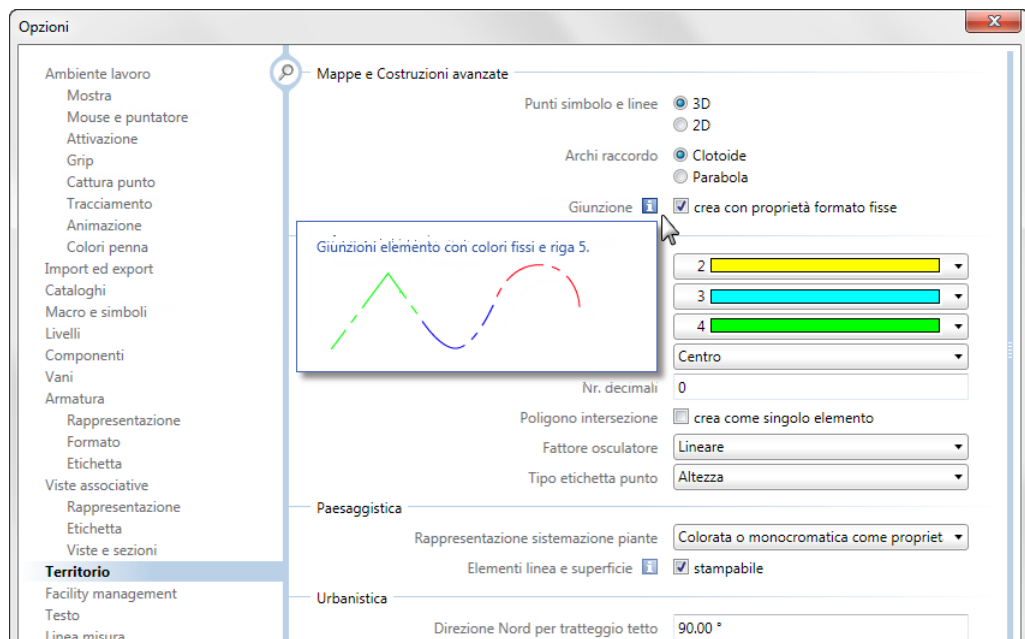 Opzioni
Ambiente lavoro
Mostra
Mouse e puntatore
Attivazione
Grip
Cattura punto
Tracciamento
Animazione
Colori penna
Import ed export
Cataloghi
Macro e simboli
Livelli
Componenti
Vani
Armatura
Rappresentazione
Formato
Etichetta
Viste associative
Rappresentazione
Etichetta
Viste e sezioni
Territorio
Facility management
Testo
Linea misura
Mappe e Costruzioni avanzate
Punti simbolo e linee 3D
2D
Archi raccordo Clotoide
Parabola
Giunzione i crea con proprietà formato fisse
Giunzioni elemento con colori fissi e riga 5.
2
3
4
Centro
Nr. decimali 0
Poligono intersezione crea come singolo elemento
Fattore osculatore Lineare
Tipo etichetta punto Altezza
Paesaggistica
Rappresentazione sistemazione piante Colorata o monocromatica come propriet
Elementi linea e superficie i stampabile
Urbanistica
Direzione Nord per tratteggio tetto 90.00 °